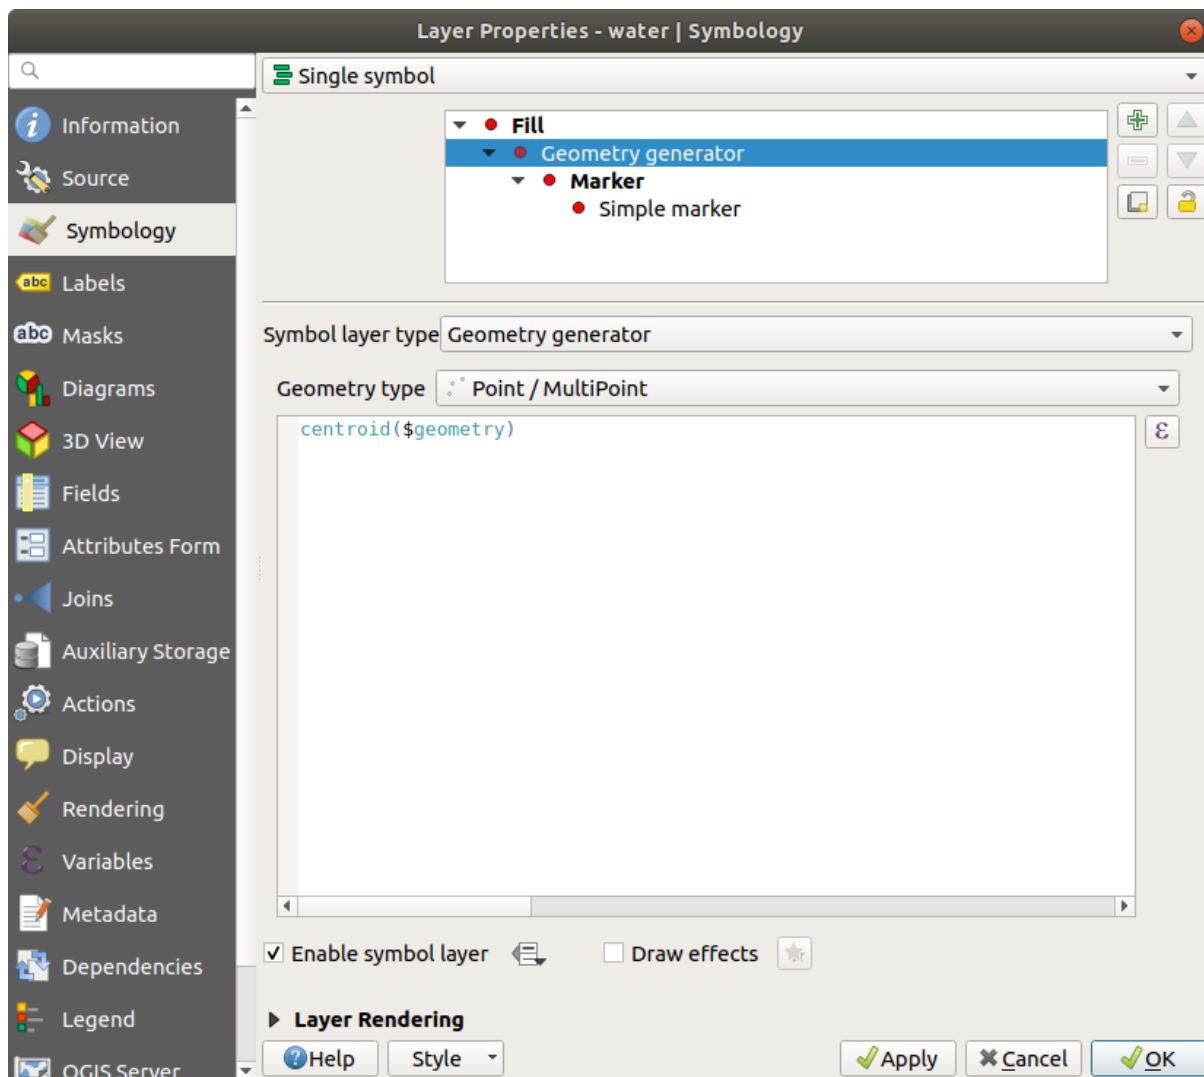 Layer Properties - water | Symbology
Single symbol
Information
Source
Symbology
Labels
Masks
Diagrams
3D View
Fields
Attributes Form
Joins
Auxiliary Storage
Actions
Display
Rendering
Variables
Metadata
Dependencies
Legend
QGIS Server
Fill
Geometry generator
Marker
Simple marker
Symbol layer type Geometry generator
Geometry type Point / MultiPoint
centroid($geometry)
ε
Enable symbol layer Draw effects
Layer Rendering
Help Style Apply Cancel OK